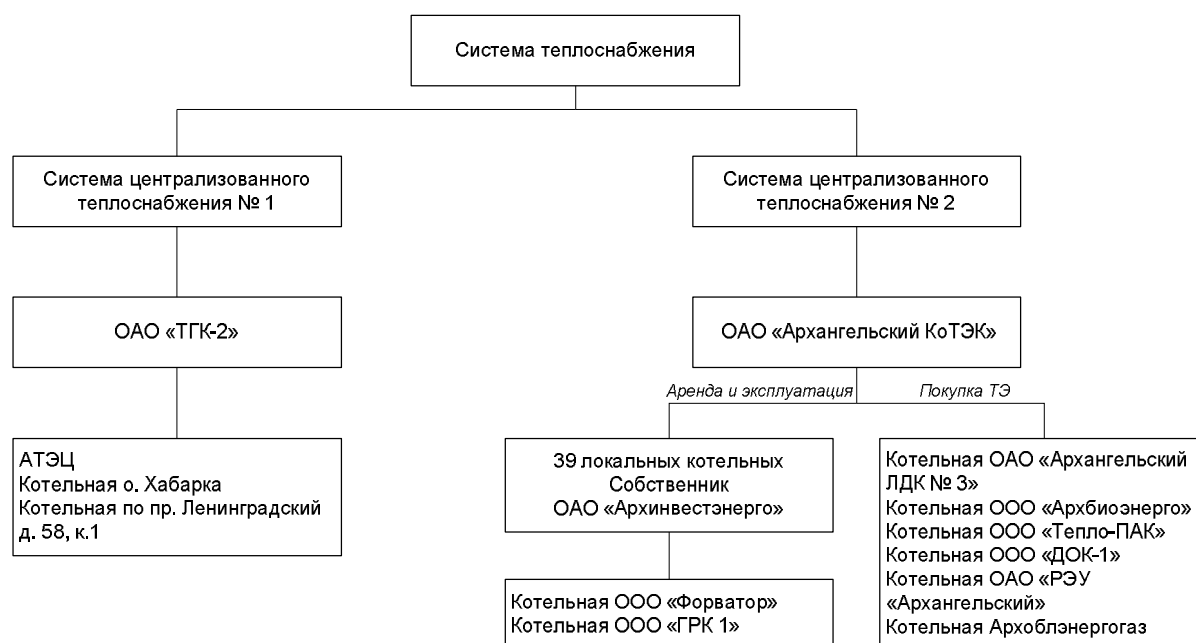 Система теплоснабжения
Система централизованного
теплоснабжения № 1
Система централизованного
теплоснабжения № 2
ОАО «ТГК-2»
ОАО «Архангельский КоТЭК»
Аренда и эксплуатация
Покупка ТЭ
АТЭЦ
Котельная о. Хабарка
Котельная по пр. Ленинградский
д. 58, к.1
39 локальных котельных
Собственник
ОАО «Архинвестэнерго»
Котельная ООО «Форватор»
Котельная ООО «ГРК 1»
Котельная ОАО «Архангельский
ЛДК № 3»
Котельная ООО «Архбиоэнерго»
Котельная ООО «Тепло-ПАК»
Котельная ООО «ДОК-1»
Котельная ОАО «РЭУ
«Архангельский»
Котельная Архоблэнергогаз